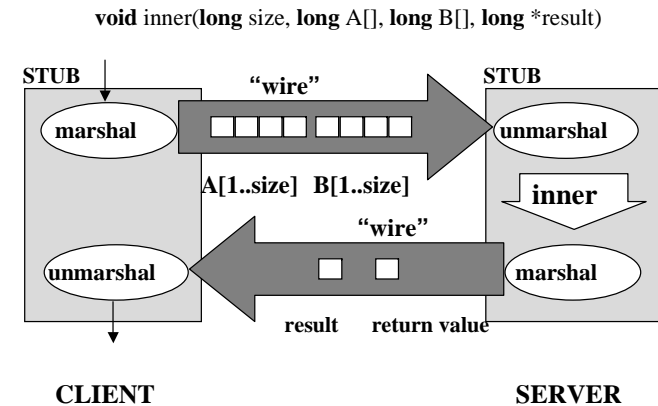 void inner(long size, long A[], long B[], long *result)
STUB
STUB
“wire”
marshal
unmarshal
A[1..size] B[1..size]
inner
“wire”
unmarshal
marshal
result return value
CLIENT
SERVER